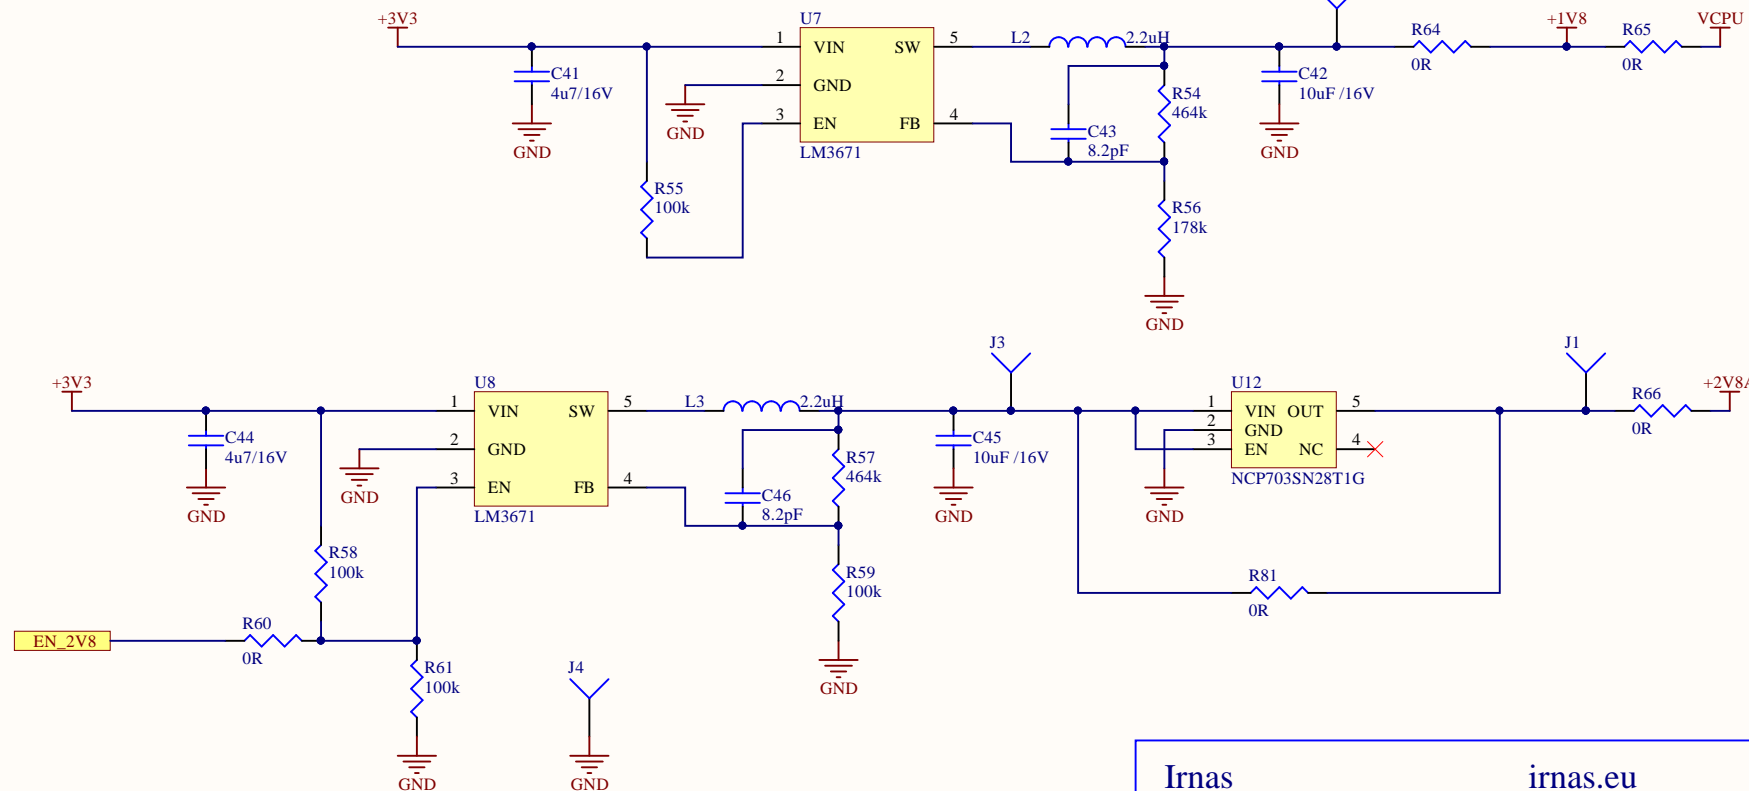 +3V3
U7
VIN
SW
GND
EN
FB
1
2
3
5
4
LM3671
C41
4u7/16V
GND
GND
R55
100k
L2
2.2uH
C43
8.2pF
R54
464k
R56
178k
GND
C42
10uF /16V
GND
R64
0R
+1V8
R65
0R
VCPU
+3V3
C44
4u7/16V
GND
GND
U8
VIN
SW
GND
EN
FB
1
2
3
5
4
LM3671
R58
100k
EN_2V8
R60
0R
R61
100k
GND
J4
GND
L3
2.2uH
C46
8.2pF
R57
464k
R59
100k
GND
C45
10uF /16V
GND
J3
U12
VIN OUT
GND
EN NC
1
2
3
5
4
NCP703SN28T1G
GND
R81
0R
J1
R66
0R
+2V8A
Irnas irnas.eu